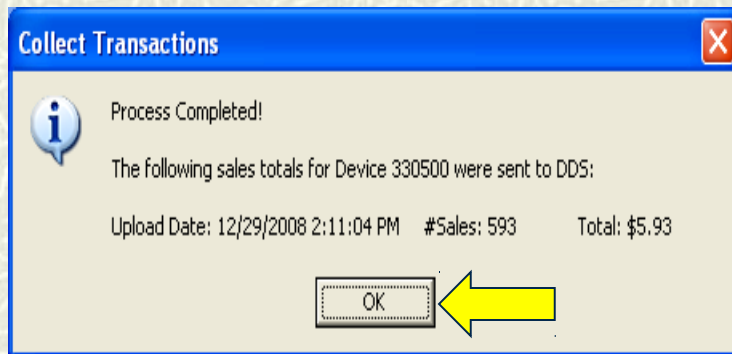 Collect Transactions
Process Completed!
The following sales totals for Device 330500 were sent to DDS:
Upload Date: 12/29/2008 2:11:04 PM #Sales: 593 Total: $5.93
OK